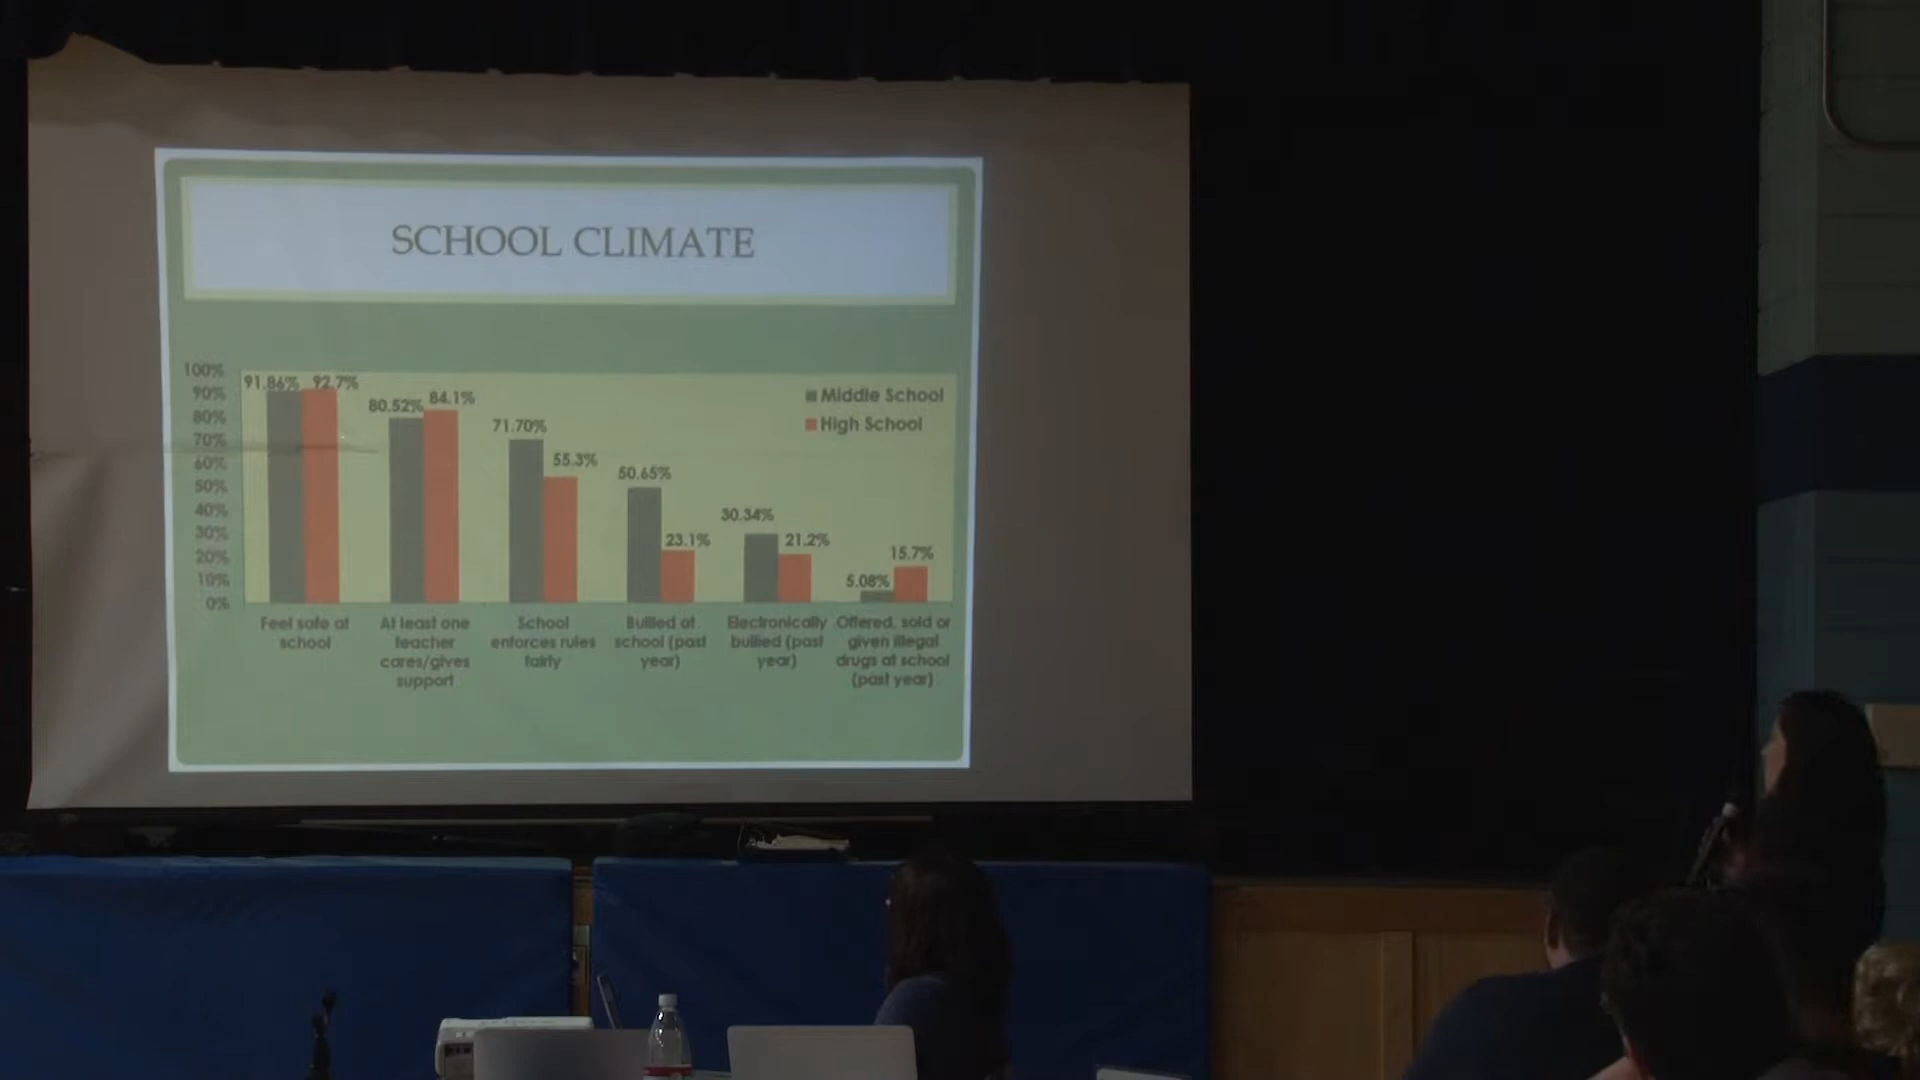 SCHOOL CLIMATE
100%
90%
80%
70%
60%
50%
40%
30%
20%
10%
0%
91.86% 92.7%
80.52% 84.1%
71.70% 55.3%
50.65% 23.1%
30.34% 21.2%
5.08% 15.7%
Middle School
High School
Feel safe at
school
At least one
teacher
cares/gives
support
School
enforces rules
fairly
Bullied at
school (past
year)
Electronically
bullied (past
year)
Offered, sold or
given illegal
drugs at school
(past year)